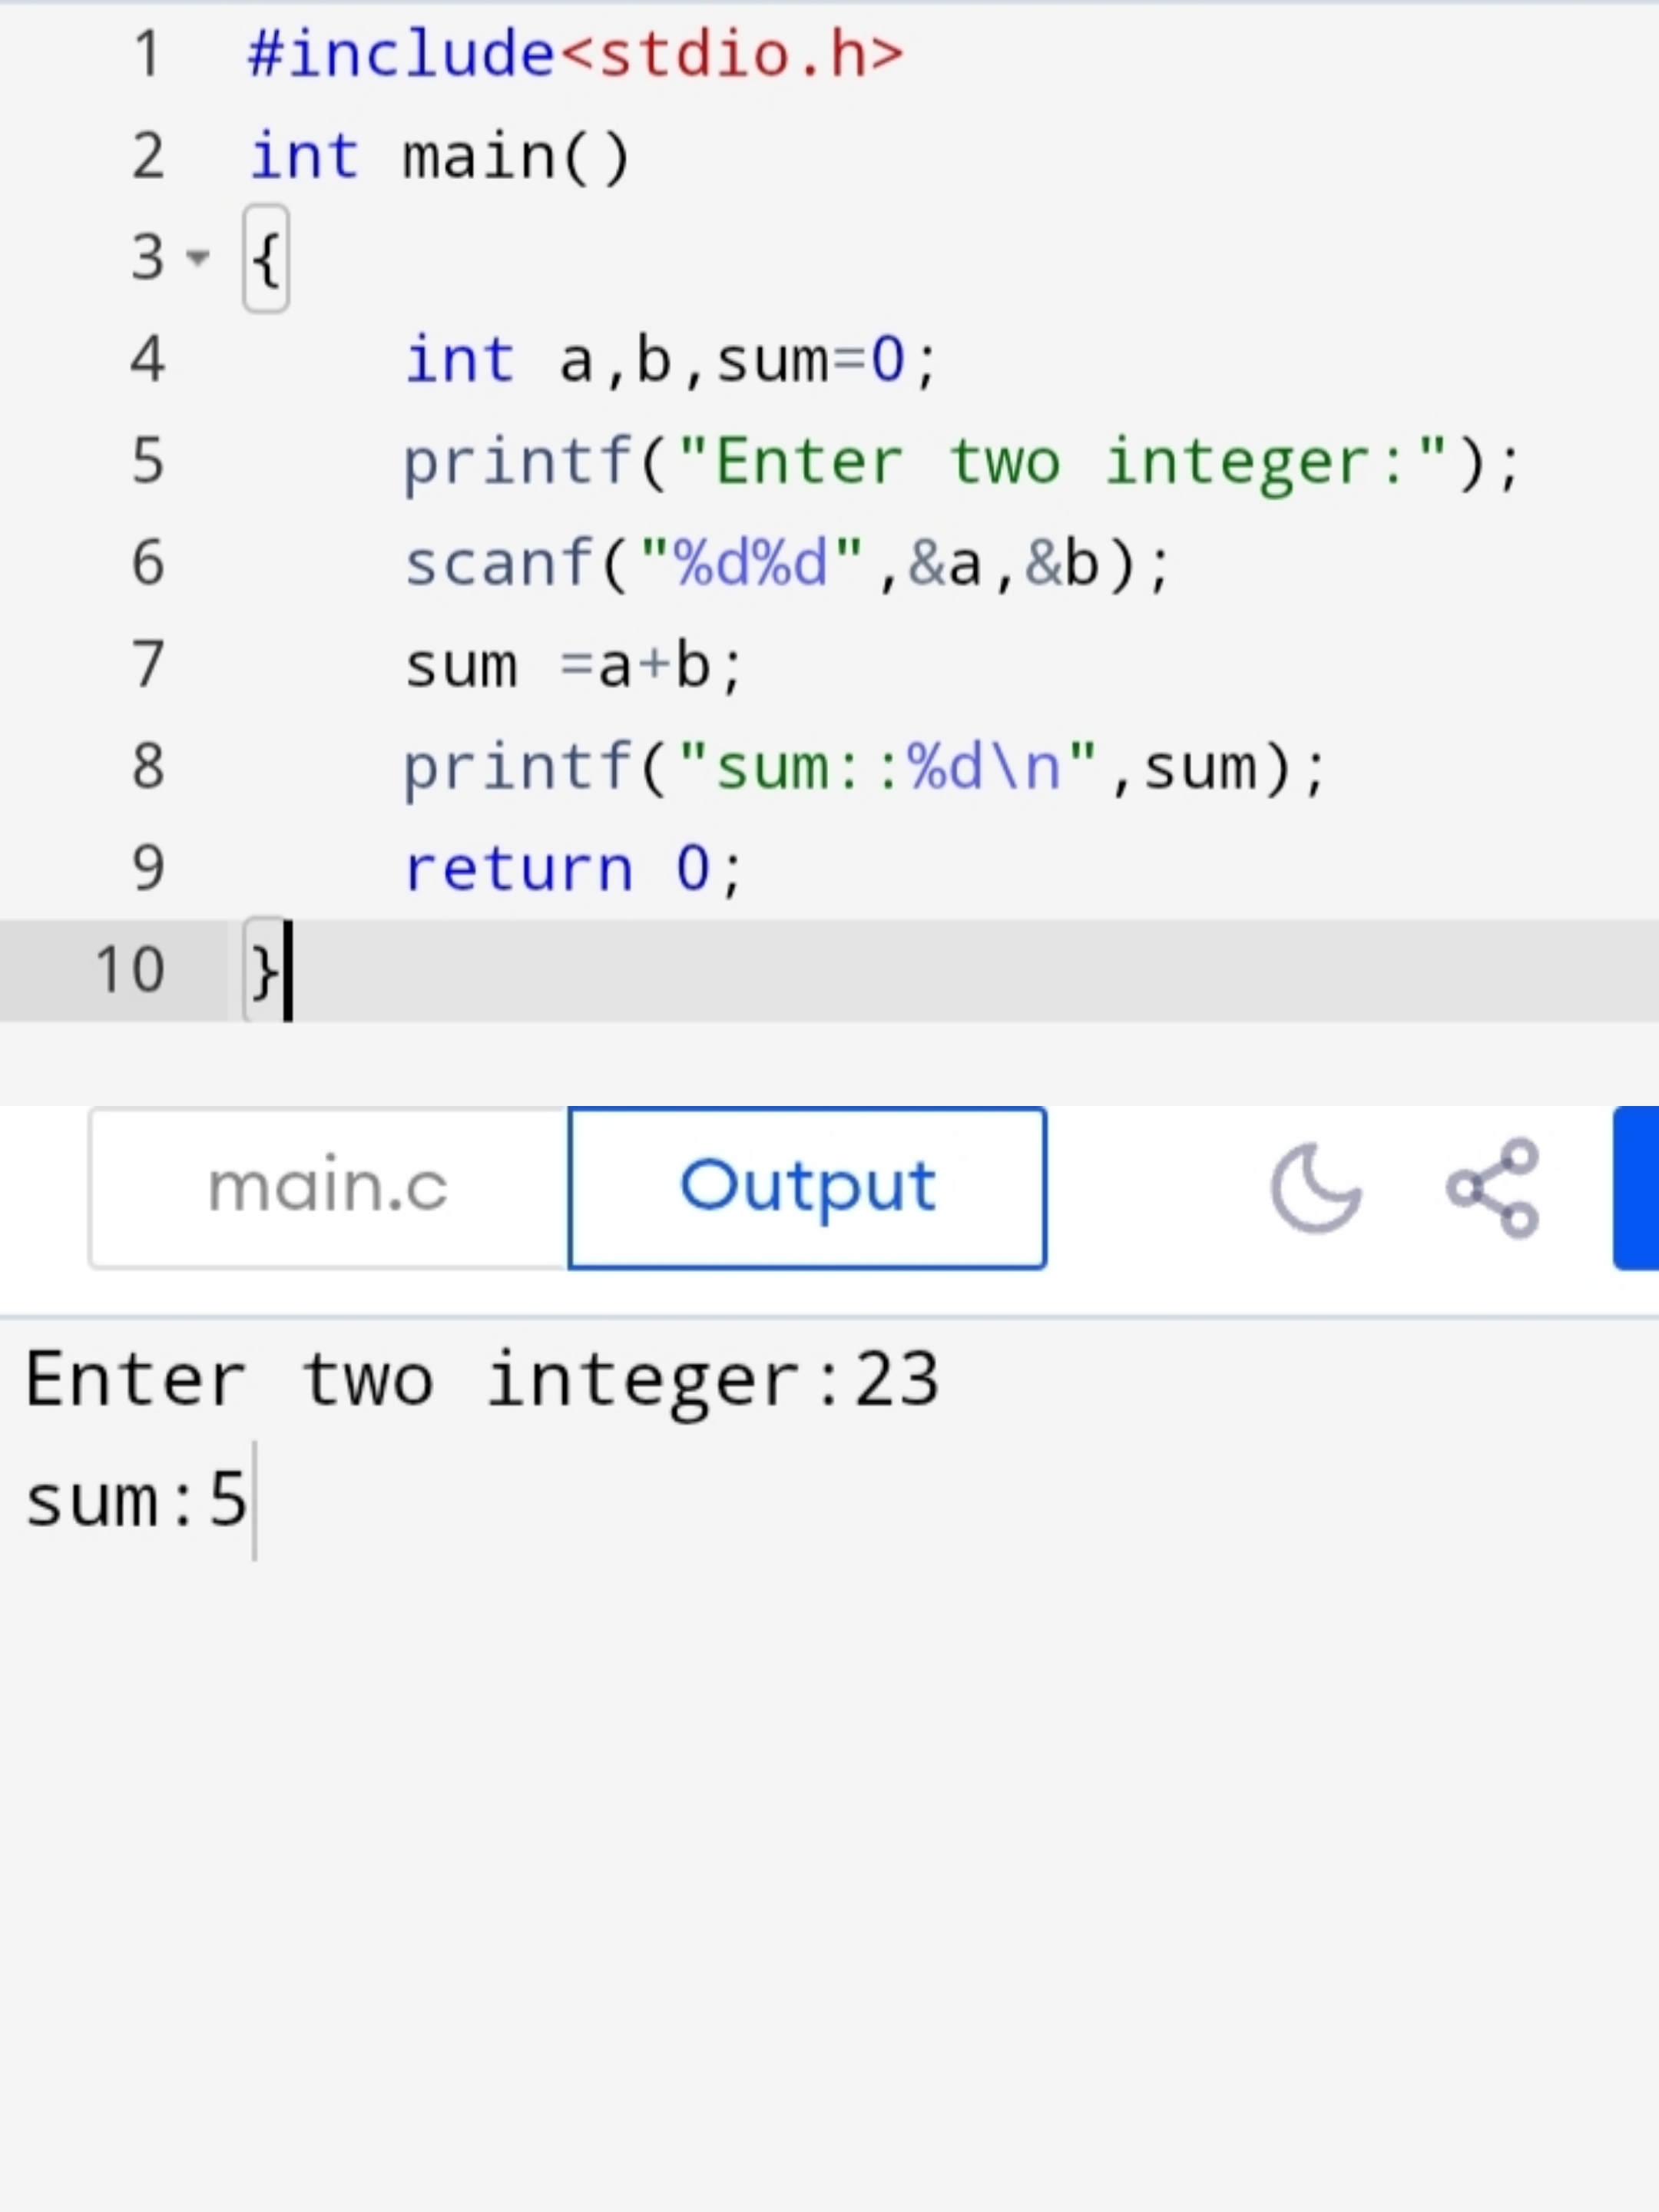 1 #include<stdio.h>
2 int main()
3 {
4 int a,b,sum=0;
5 printf("Enter two integer:");
6 scanf("%d%d",&a,&b);
7 sum =a+b;
8 printf("sum::%d\n",sum);
9 return 0;
10 }
main.c Output
Enter two integer:23
sum:5